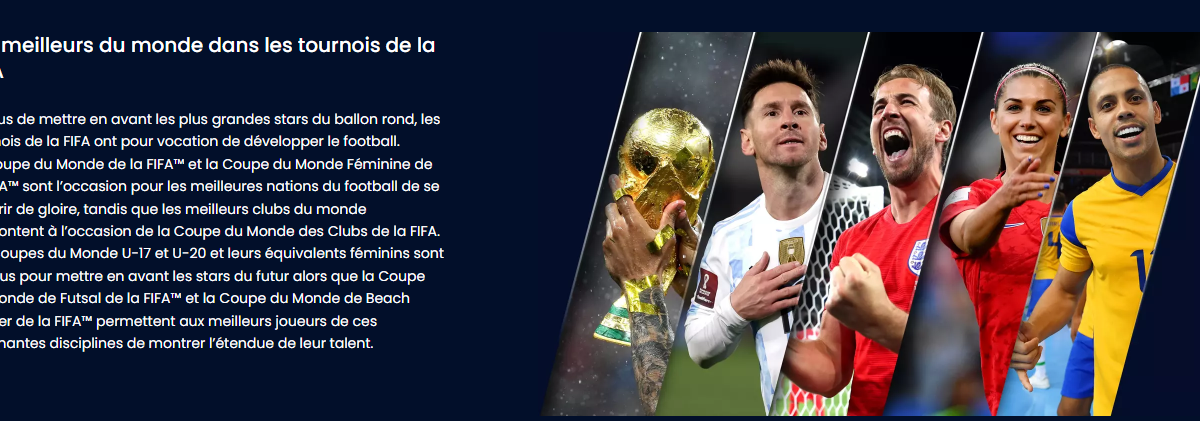 meilleurs du monde dans les tournois de la
A
us de mettre en avant les plus grandes stars du ballon rond, les
nois de la FIFA ont pour vocation de développer le football.
oupe du Monde de la FIFA™ et la Coupe du Monde Féminine de
A™ sont l’occasion pour les meilleures nations du football de se
rir de gloire, tandis que les meilleurs clubs du monde
ontent à l’occasion de la Coupe du Monde des Clubs de la FIFA.
oupes du Monde U-17 et U-20 et leurs équivalents féminins sont
us pour mettre en avant les stars du futur alors que la Coupe
onde de Futsal de la FIFA™ et la Coupe du Monde de Beach
er de la FIFA™ permettent aux meilleurs joueurs de ces
nantes disciplines de montrer l’étendue de leur talent.